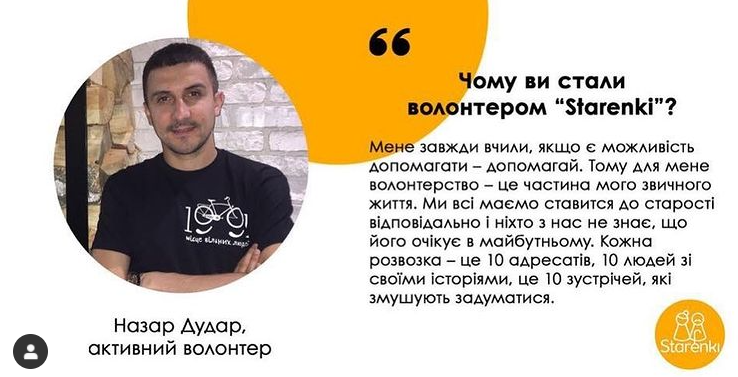 Чому ви стали
волонтером “Starenki”?
Мене завжди вчили, якщо є можливість
допомагати – допомагай. Тому для мене
волонтерство – це частина мого звичного
життя. Ми всі маємо ставится до старості
відповідально і ніхто з нас не знає, що
його очікує в майбутньому. Кожна
розвозка – це 10 адресатів, 10 людей зі
своїми історіями, це 10 зустрічей, які
змушують задуматися.
1991
місце вільних людей
Назар Дудар,
активний волонтер
Starenki